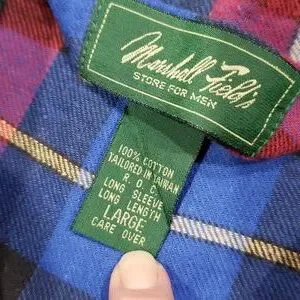 Marshall Field's
STORE FOR MEN
100% COTTON
TAILORED IN TAIWAN
R.O.C.
LONG SLEEVE
LONG LENGTH
LARGE
CARE OVER